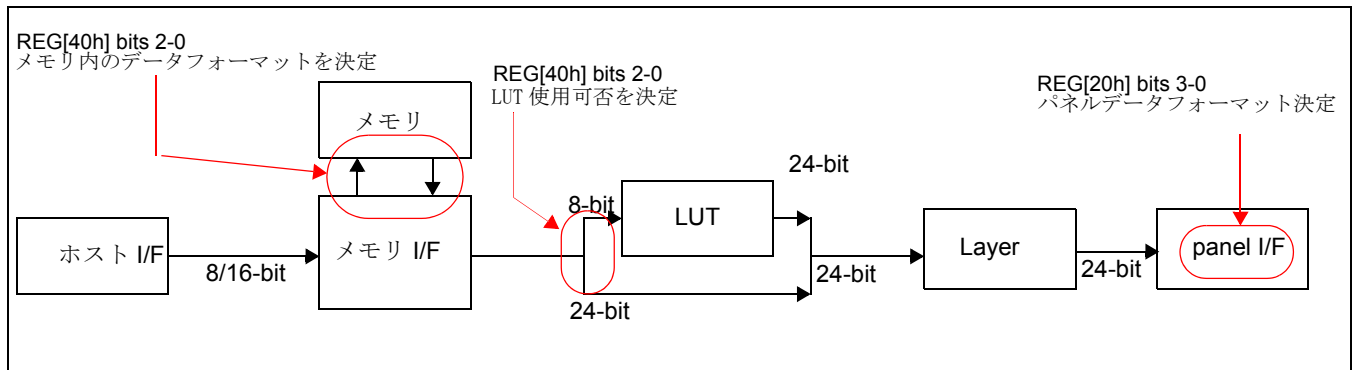 REG[40h] bits 2-0
メモリ内のデータフォーマットを決定
REG[40h] bits 2-0
LUT 使用可否を決定
REG[20h] bits 3-0
パネルデータフォーマット決定
メモリ
24-bit
8-bit
LUT
ホスト I/F
8/16-bit
メモリ I/F
24-bit
24-bit
Layer
24-bit
panel I/F